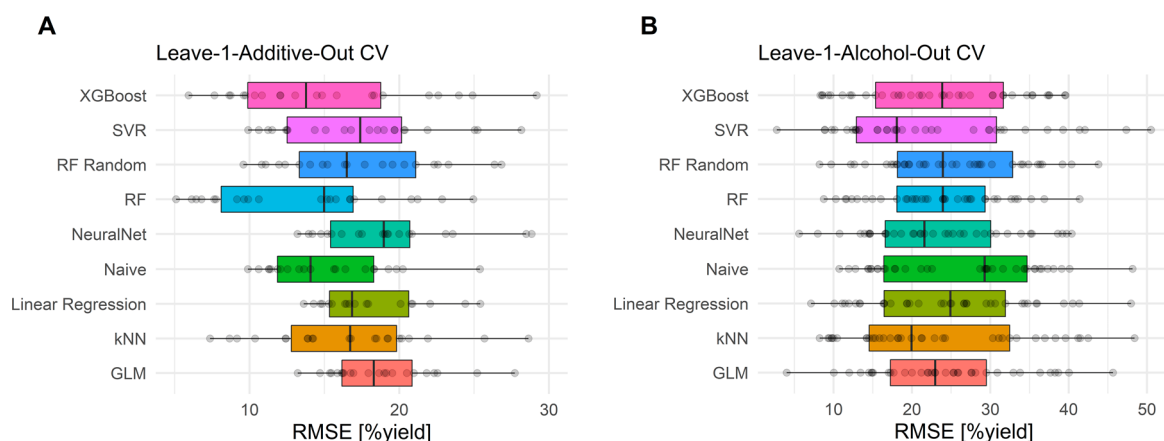 A
Leave-1-Additive-Out CV
XGBoost
SVR
RF Random
RF
NeuralNet
Naive
Linear Regression
kNN
GLM
10 20 30
RMSE [%yield]
B
Leave-1-Alcohol-Out CV
XGBoost
SVR
RF Random
RF
NeuralNet
Naive
Linear Regression
kNN
GLM
10 20 30 40 50
RMSE [%yield]